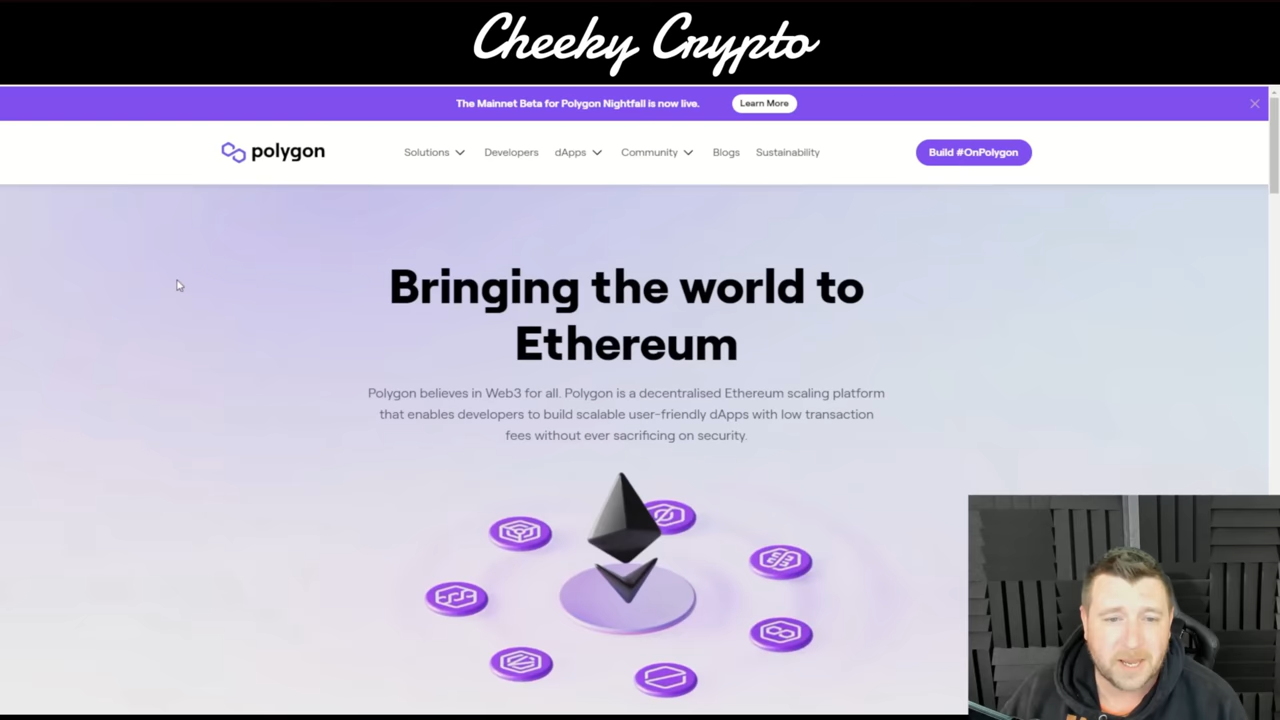 Cheeky Crypto
The Mainnet Beta for Polygon Nightfall is now live. Learn More
polygon Solutions Developers dApps Community Blogs Sustainability Build #OnPolygon
Bringing the world to
Ethereum
Polygon believes in Web3 for all. Polygon is a decentralised Ethereum scaling platform
that enables developers to build scalable user-friendly dApps with low transaction
fees without ever sacrificing on security.